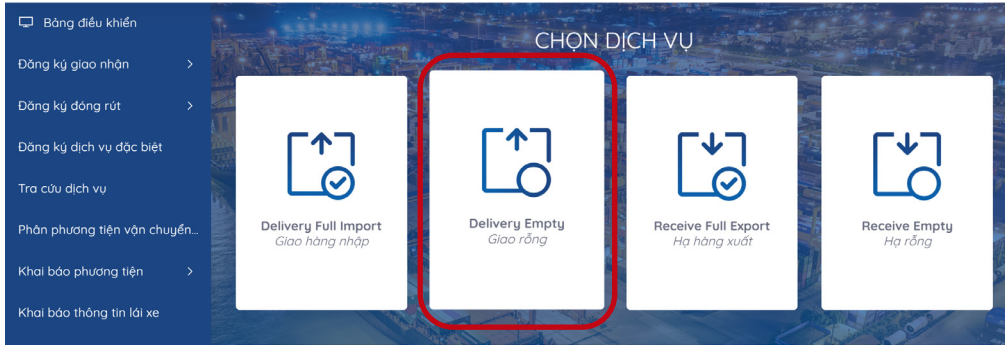 Bảng điều khiển
Đăng ký giao nhận
Đăng ký đóng rút
Đăng ký dịch vụ đặc biệt
Tra cứu dịch vụ
Phân phương tiện vận chuyển...
Khai báo phương tiện
Khai báo thông tin lái xe
CHỌN DỊCH VỤ
Delivery Full Import
Giao hàng nhập
Delivery Empty
Giao rỗng
Receive Full Export
Hạ hàng xuất
Receive Empty
Hạ rỗng